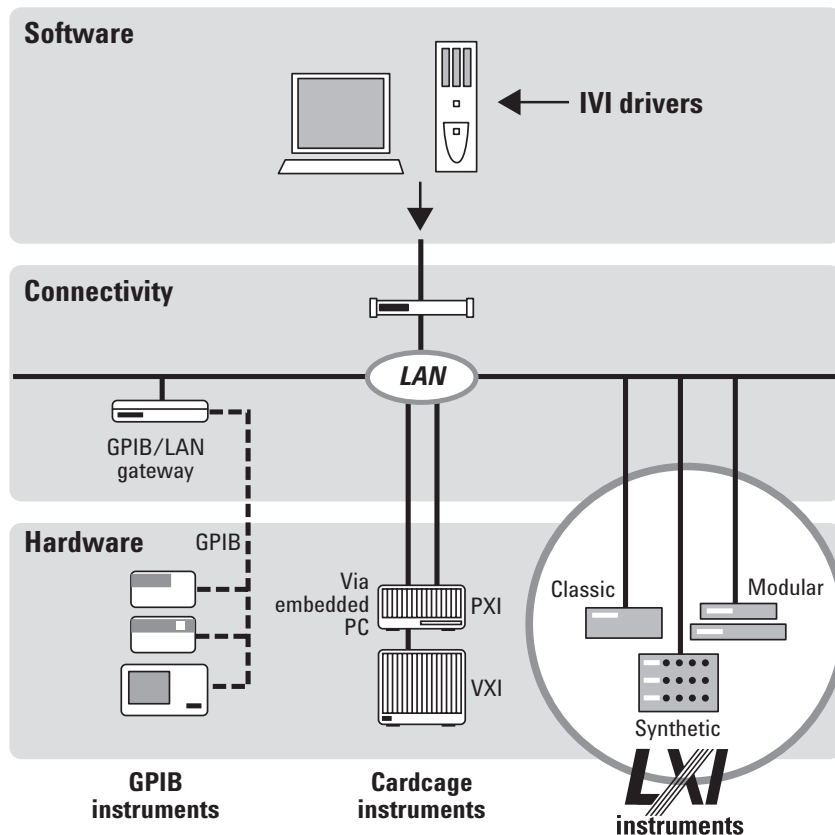 Software
IVI drivers
Connectivity
LAN
GPIB/LAN
gateway
Hardware
GPIB
Via
embedded
PC
PXI
VXI
Classic
Modular
Synthetic
GPIB
instruments
Cardcage
instruments
LXI
instruments